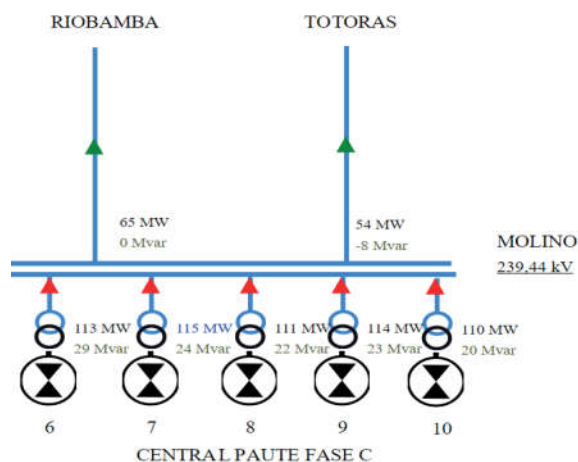 RIOBAMBA TOTORAS
65 MW 54 MW
0 Mvar -8 Mvar
MOLINO
239,44 kV
113 MW 115 MW 111 MW 114 MW 110 MW
29 Mvar 24 Mvar 22 Mvar 23 Mvar 20 Mvar
6 7 8 9 10
CENTRAL PAUTE FASE C